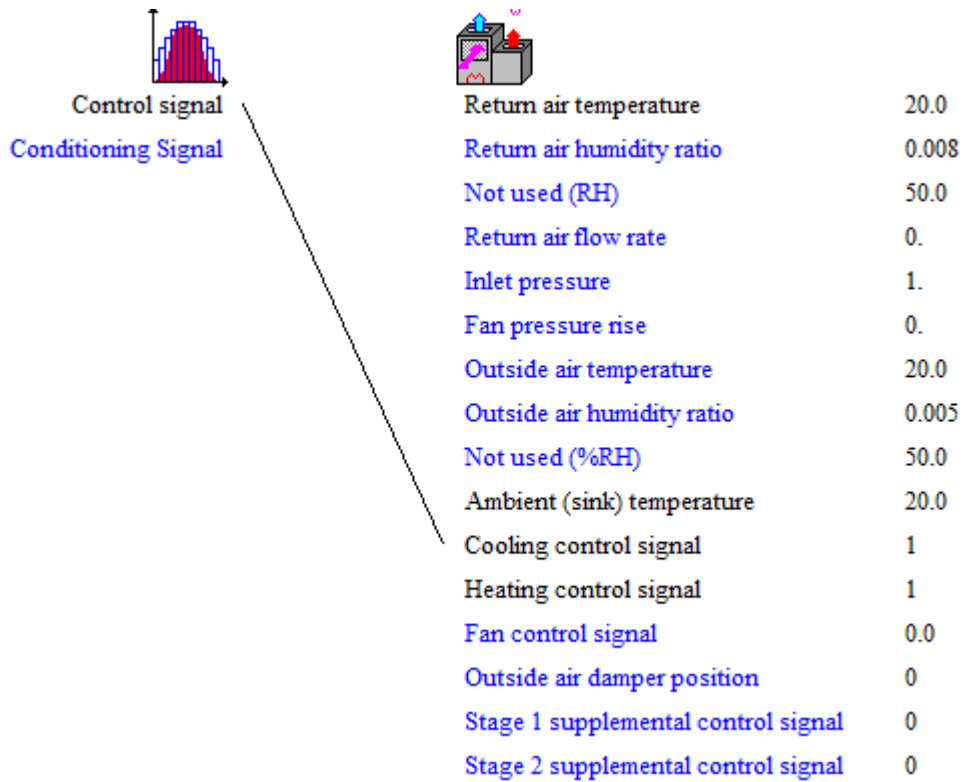 Control signal
Conditioning Signal
Return air temperature 20.0
Return air humidity ratio 0.008
Not used (RH) 50.0
Return air flow rate 0.
Inlet pressure 1.
Fan pressure rise 0.
Outside air temperature 20.0
Outside air humidity ratio 0.005
Not used (%RH) 50.0
Ambient (sink) temperature 20.0
Cooling control signal 1
Heating control signal 1
Fan control signal 0.0
Outside air damper position 0
Stage 1 supplemental control signal 0
Stage 2 supplemental control signal 0